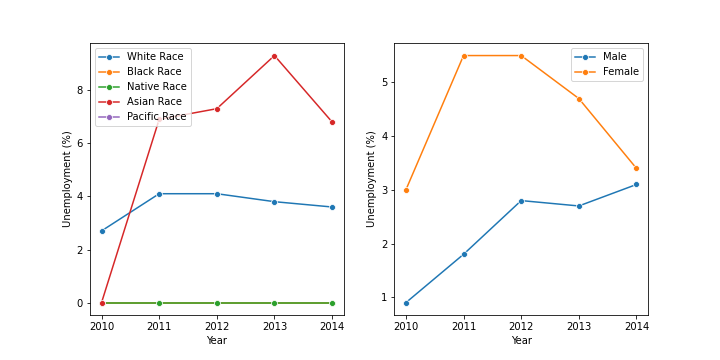 White Race
Black Race
Native Race
Asian Race
Pacific Race
Unemployment (%)
8
6
4
2
0
2010 2011 2012 2013 2014
Year
Male
Female
Unemployment (%)
5
4
3
2
1
2010 2011 2012 2013 2014
Year